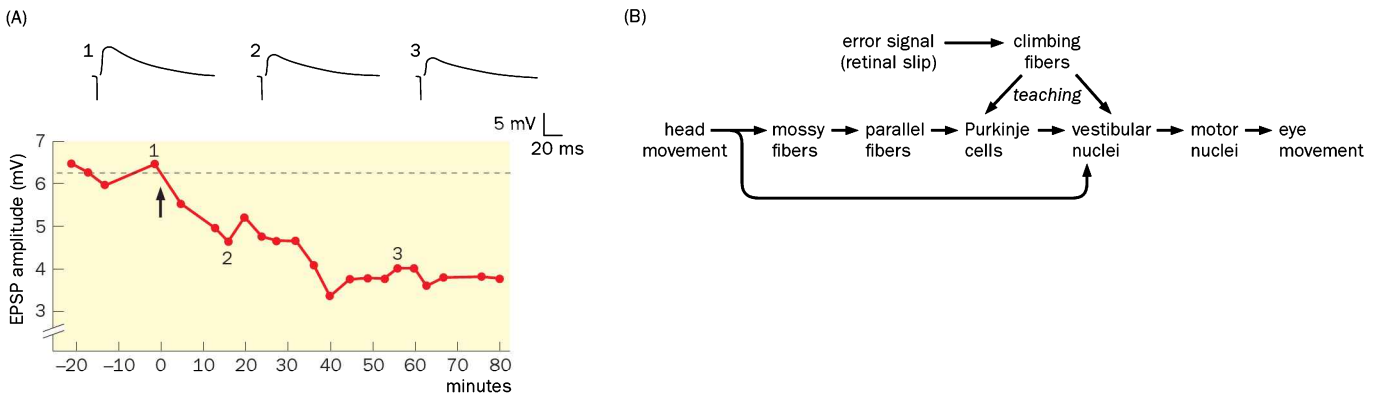 (A)
1
2
3
5 mV
20 ms
EPSP amplitude (mV)
7
6
5
4
3
1
2
3
–20
–10
0
10
20
30
40
50
60
70
80
minutes
(B)
error signal
(retinal slip)
climbing
fibers
teaching
head
movement
mossy
fibers
parallel
fibers
Purkinje
cells
vestibular
nuclei
motor
nuclei
eye
movement